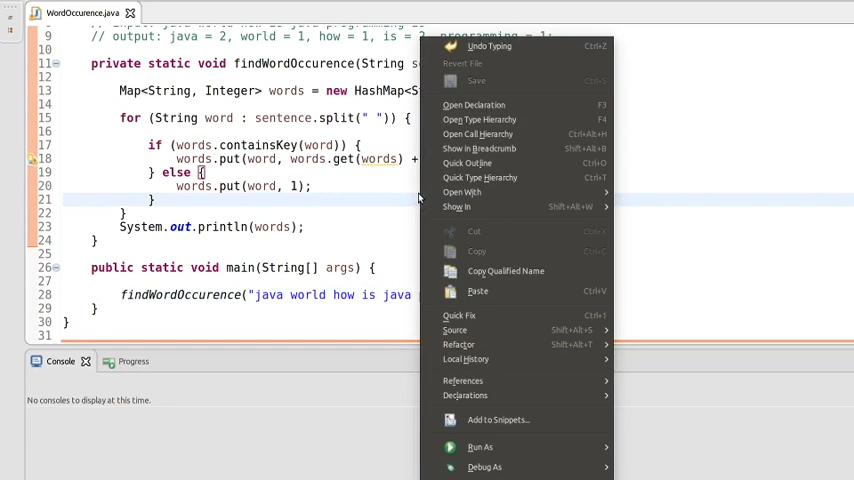 WordOccurence.java
9 // output: java = 2, world = 1, how = 1, is = 2, programming = 1;
10
11 private static void findWordOccurence(String s
12
13 Map<String, Integer> words = new HashMap<S
14
15 for (String word : sentence.split(" ")) {
16
17 if (words.containsKey(word)) {
18 words.put(word, words.get(words) +
19 } else {
20 words.put(word, 1);
21 }
22 }
23 System.out.println(words);
24 }
25
26 public static void main(String[] args) {
27
28 findWordOccurence("java world how is java
29 }
30 }
31
Undo Typing Ctrl+Z
Revert File
Save Ctrl+S
Open Declaration F3
Open Type Hierarchy F4
Open Call Hierarchy Ctrl+Alt+H
Show in Breadcrumb Shift+Alt+B
Quick Outline Ctrl+O
Quick Type Hierarchy Ctrl+T
Open With
Show In Shift+Alt+W
Cut Ctrl+X
Copy Ctrl+C
Copy Qualified Name
Paste Ctrl+V
Quick Fix Ctrl+1
Source Shift+Alt+S
Refactor Shift+Alt+T
Local History
References
Declarations
Add to Snippets...
Run As
Debug As
Console Progress
No consoles to display at this time.